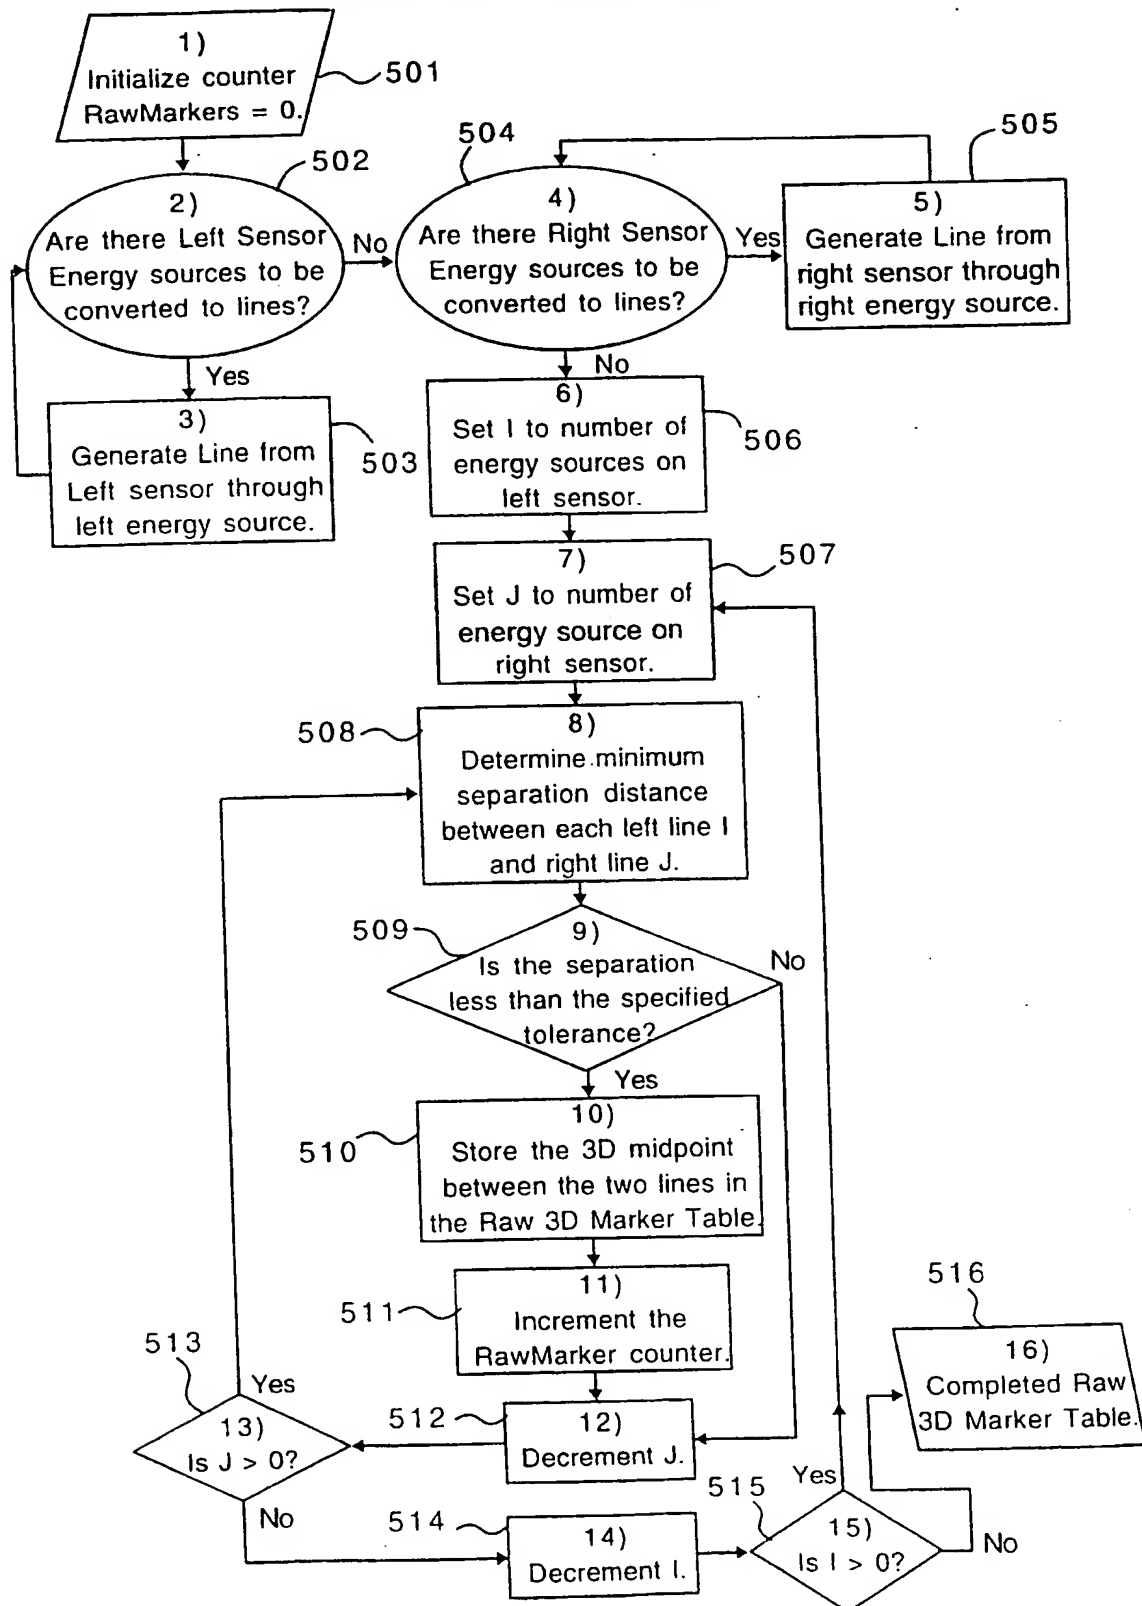 1)
Initialize counter
RawMarkers = 0.
501
502
2)
Are there Left Sensor
Energy sources to be
converted to lines?
No
Yes
3)
Generate Line from
Left sensor through
left energy source.
503
504
4)
Are there Right Sensor
Energy sources to be
converted to lines?
Yes
No
505
5)
Generate Line from
right sensor through
right energy source.
6)
Set I to number of
energy sources on
left sensor.
506
7)
Set J to number of
energy source on
right sensor.
507
508
8)
Determine minimum
separation distance
between each left line I
and right line J.
509
9)
Is the separation
less than the specified
tolerance?
No
Yes
510
10)
Store the 3D midpoint
between the two lines in
the Raw 3D Marker Table.
511
11)
Increment the
RawMarker counter.
512
12)
Decrement J.
513
Yes
13)
Is J > 0?
No
514
14)
Decrement I.
515
Yes
15)
Is I > 0?
No
516
16)
Completed Raw
3D Marker Table.